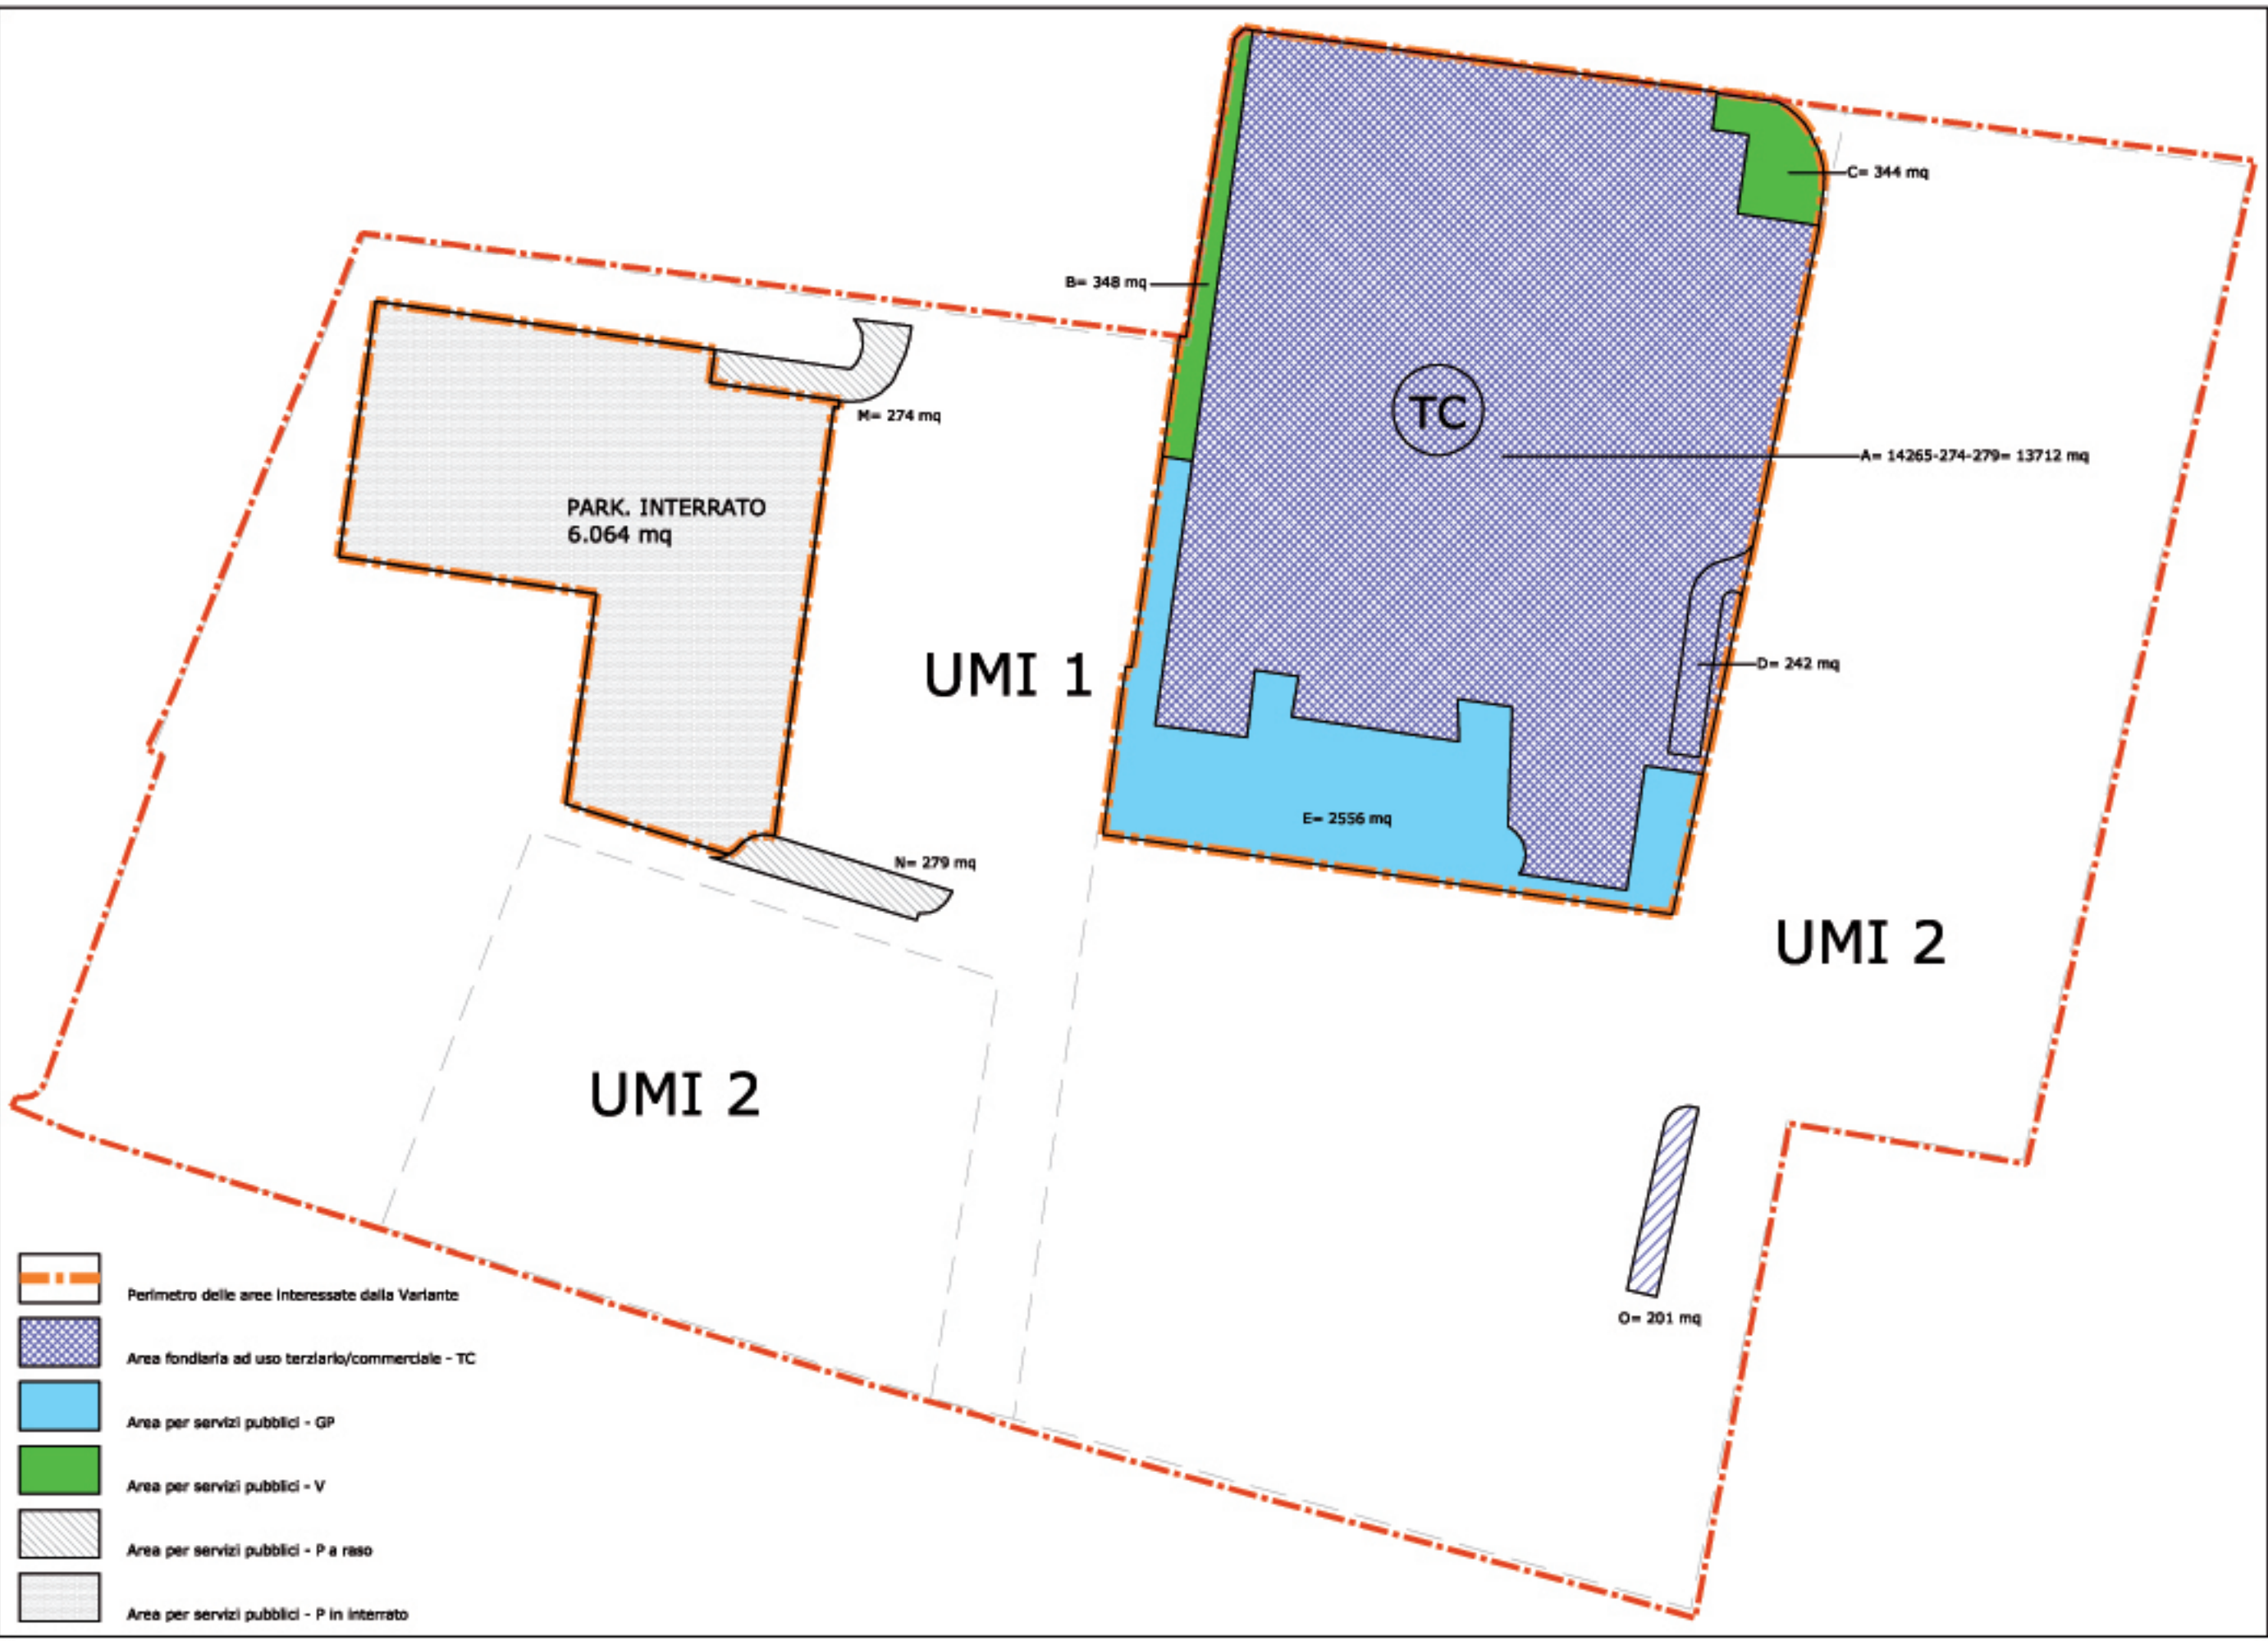 C= 344 mq
B= 348 mq
M= 274 mq
TC
A= 14265-274-279= 13712 mq
PARK. INTERRATO
6.064 mq
UMI 1
D= 242 mq
E= 2556 mq
N= 279 mq
UMI 2
UMI 2
O= 201 mq
Perimetro delle aree interessate dalla Variante
Area fondiaria ad uso terziario/commerciale - TC
Area per servizi pubblici - GP
Area per servizi pubblici - V
Area per servizi pubblici - P a raso
Area per servizi pubblici - P in interrato